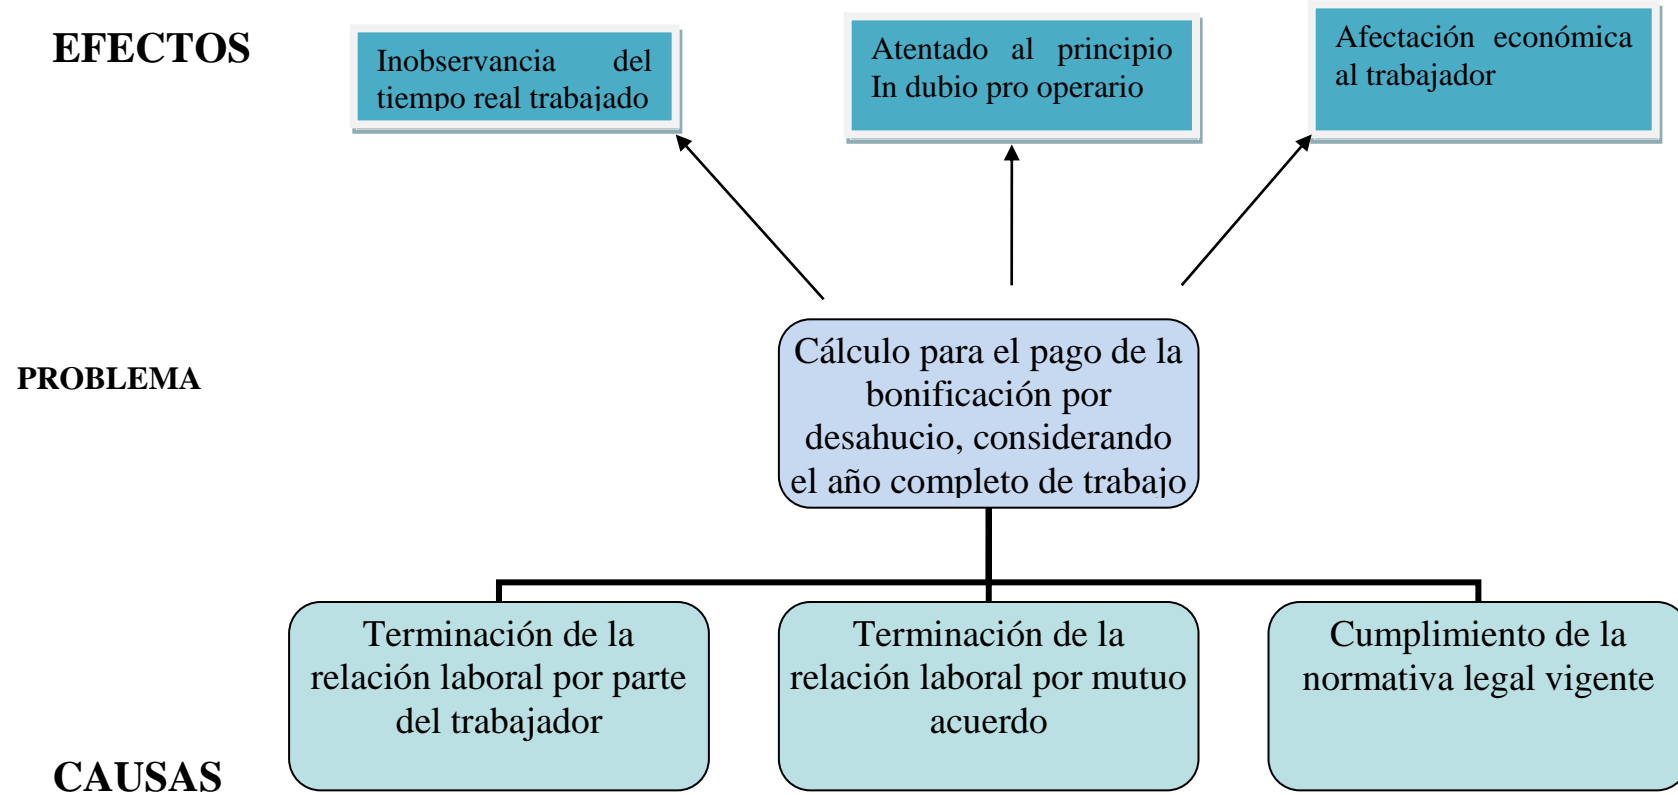 EFECTOS
Inobservancia del
tiempo real trabajado
Atentado al principio
In dubio pro operario
Afectación económica
al trabajador
PROBLEMA
Cálculo para el pago de la
bonificación por
desahucio, considerando
el año completo de trabajo
Terminación de la
relación laboral por parte
del trabajador
Terminación de la
relación laboral por mutuo
acuerdo
Cumplimiento de la
normativa legal vigente
CAUSAS